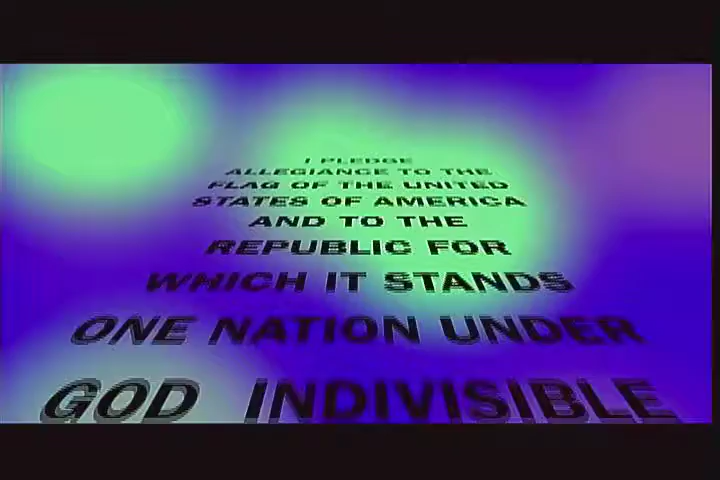 I PLEDGE
ALLEGIANCE TO THE
FLAG OF THE UNITED
STATES OF AMERICA
AND TO THE
REPUBLIC FOR
WHICH IT STANDS
ONE NATION UNDER
GOD INDIVISIBLE